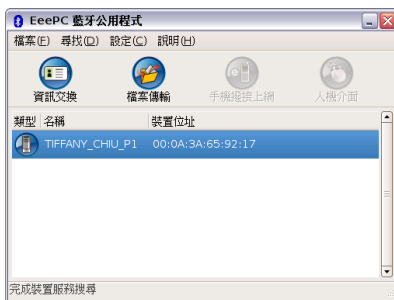 EeePC 藍芽公用程式
檔案(F) 尋找(D) 設定(C) 說明(H)
資訊交換 檔案傳輸 手機撥接上網 人機介面
類型 名稱 裝置位址
TIFFANY_CHIU_P1 00:0A:3A:65:92:17
完成裝置服務搜尋